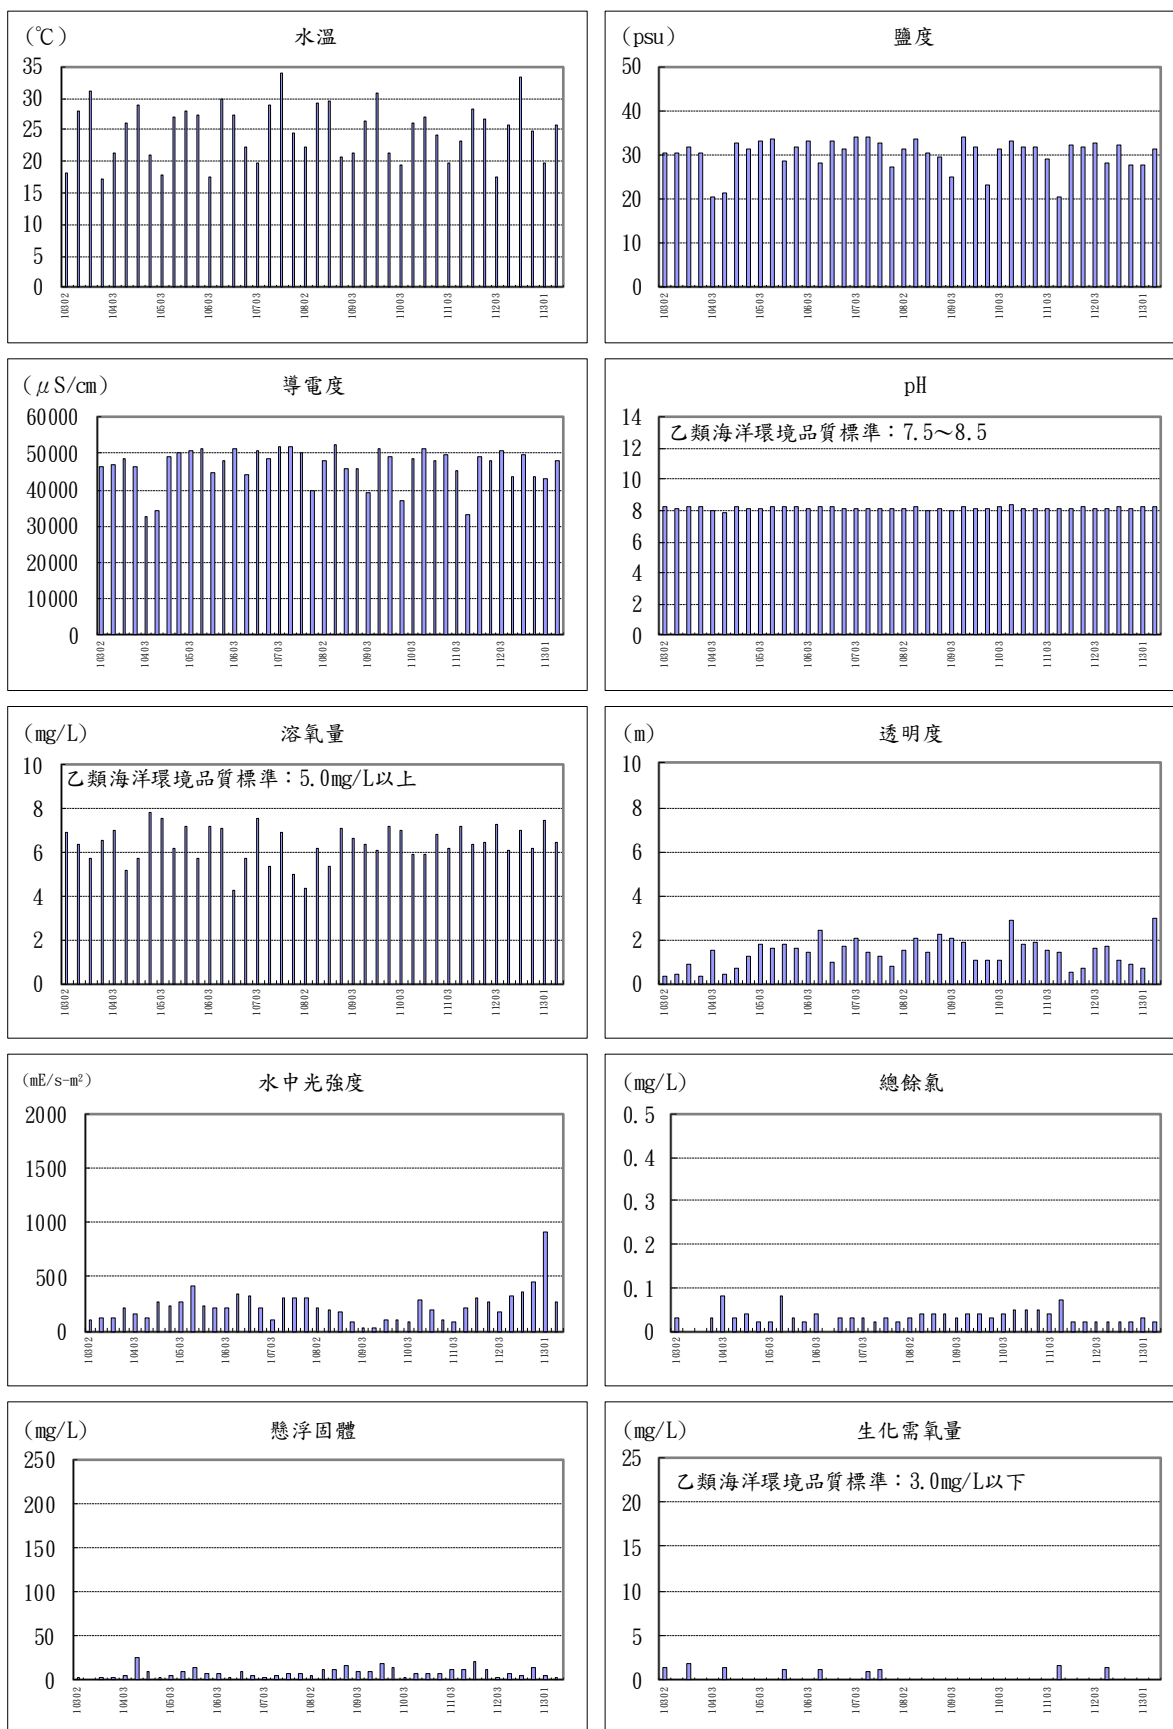 (℃) 水溫
35
30
25
20
15
10
5
0
10302 10403 10503 10603 10703 10802 10903 11003 11103 11203 11301
(psu) 鹽度
50
40
30
20
10
0
10302 10403 10503 10603 10703 10802 10903 11003 11103 11203 11301
(μS/cm) 導電度
60000
50000
40000
30000
20000
10000
0
10302 10403 10503 10603 10703 10802 10903 11003 11103 11203 11301
pH
乙類海洋環境品質標準：7.5～8.5
14
12
10
8
6
4
2
0
10302 10403 10503 10603 10703 10802 10903 11003 11103 11203 11301
(mg/L) 溶氧量
乙類海洋環境品質標準：5.0mg/L以上
10
8
6
4
2
0
10302 10403 10503 10603 10703 10802 10903 11003 11103 11203 11301
(m) 透明度
10
8
6
4
2
0
10302 10403 10503 10603 10703 10802 10903 11003 11103 11203 11301
(mE/s-m²) 水中光強度
2000
1500
1000
500
0
10302 10403 10503 10603 10703 10802 10903 11003 11103 11203 11301
(mg/L) 總餘氯
0.5
0.4
0.3
0.2
0.1
0
10302 10403 10503 10603 10703 10802 10903 11003 11103 11203 11301
(mg/L) 懸浮固體
250
200
150
100
50
0
10302 10403 10503 10603 10703 10802 10903 11003 11103 11203 11301
(mg/L) 生化需氧量
乙類海洋環境品質標準：3.0mg/L以下
25
20
15
10
5
0
10302 10403 10503 10603 10703 10802 10903 11003 11103 11203 11301